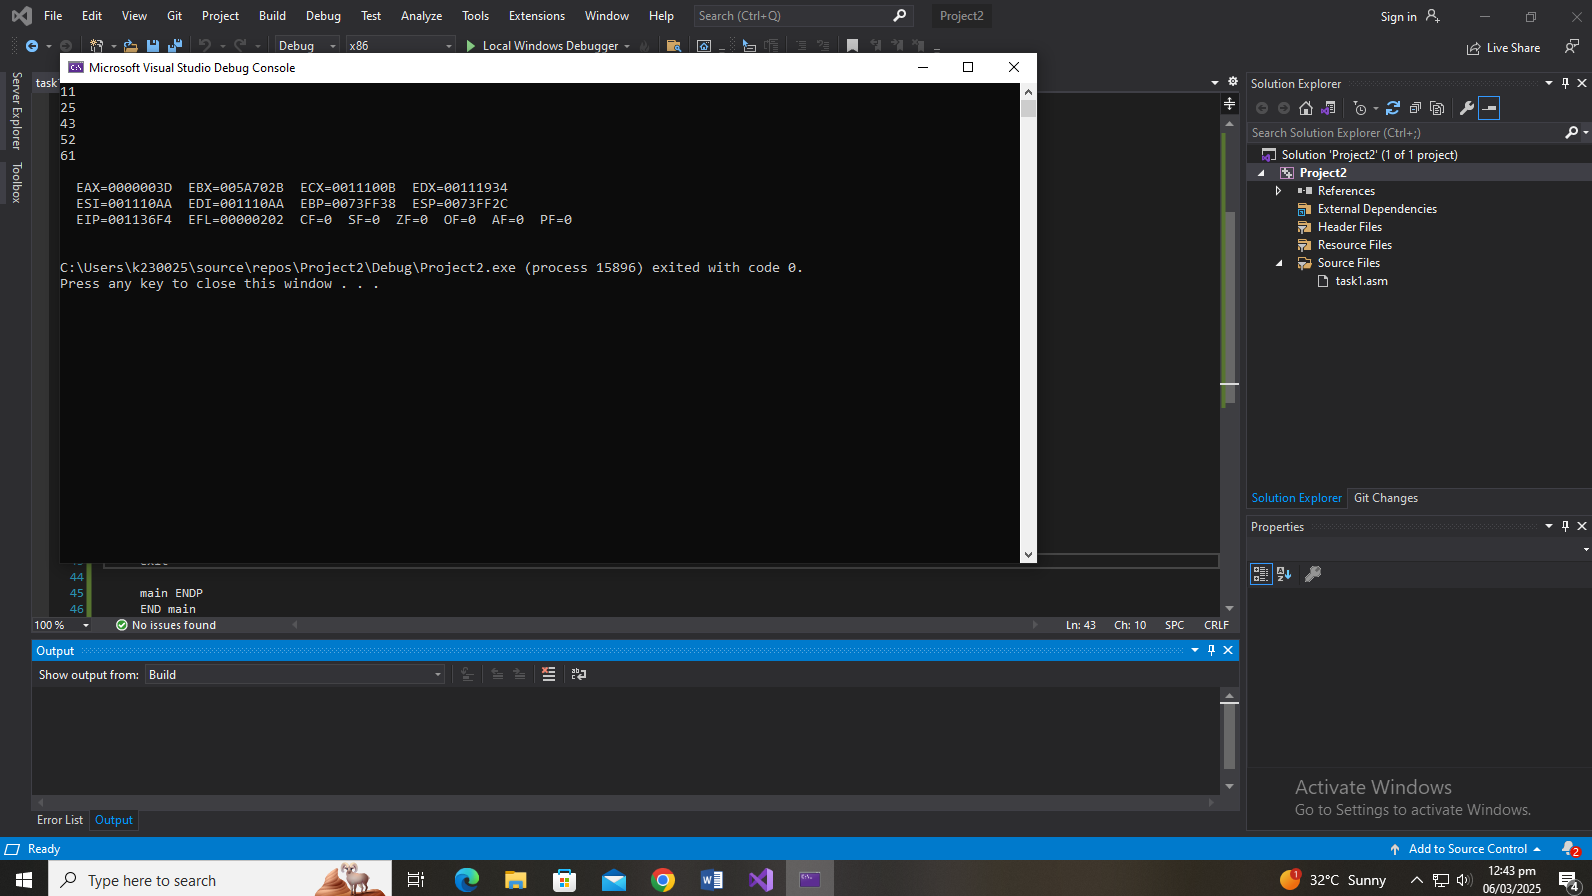 File Edit View Git Project Build Debug Test Analyze Tools Extensions Window Help Search (Ctrl+Q) Project2 Sign in
Debug x86 Local Windows Debugger Live Share
Microsoft Visual Studio Debug Console
Server Explorer
Toolbox
task
11
25
43
52
61
EAX=0000003D EBX=005A702B ECX=0011100B EDX=00111934
ESI=001110AA EDI=001110AA EBP=0073FF38 ESP=0073FF2C
EIP=001136F4 EFL=00000202 CF=0 SF=0 ZF=0 OF=0 AF=0 PF=0
C:\Users\k230025\source\repos\Project2\Debug\Project2.exe (process 15896) exited with code 0.
Press any key to close this window . . .
44
45 main ENDP
46 END main
100 % No issues found Ln: 43 Ch: 10 SPC CRLF
Output
Show output from: Build
Error List Output
Solution Explorer
Search Solution Explorer (Ctrl+;)
Solution 'Project2' (1 of 1 project)
Project2
References
External Dependencies
Header Files
Resource Files
Source Files
task1.asm
Solution Explorer Git Changes
Properties
Activate Windows
Go to Settings to activate Windows.
Ready Add to Source Control 2
Type here to search 1 32°C Sunny 12:43 pm
06/03/2025 4